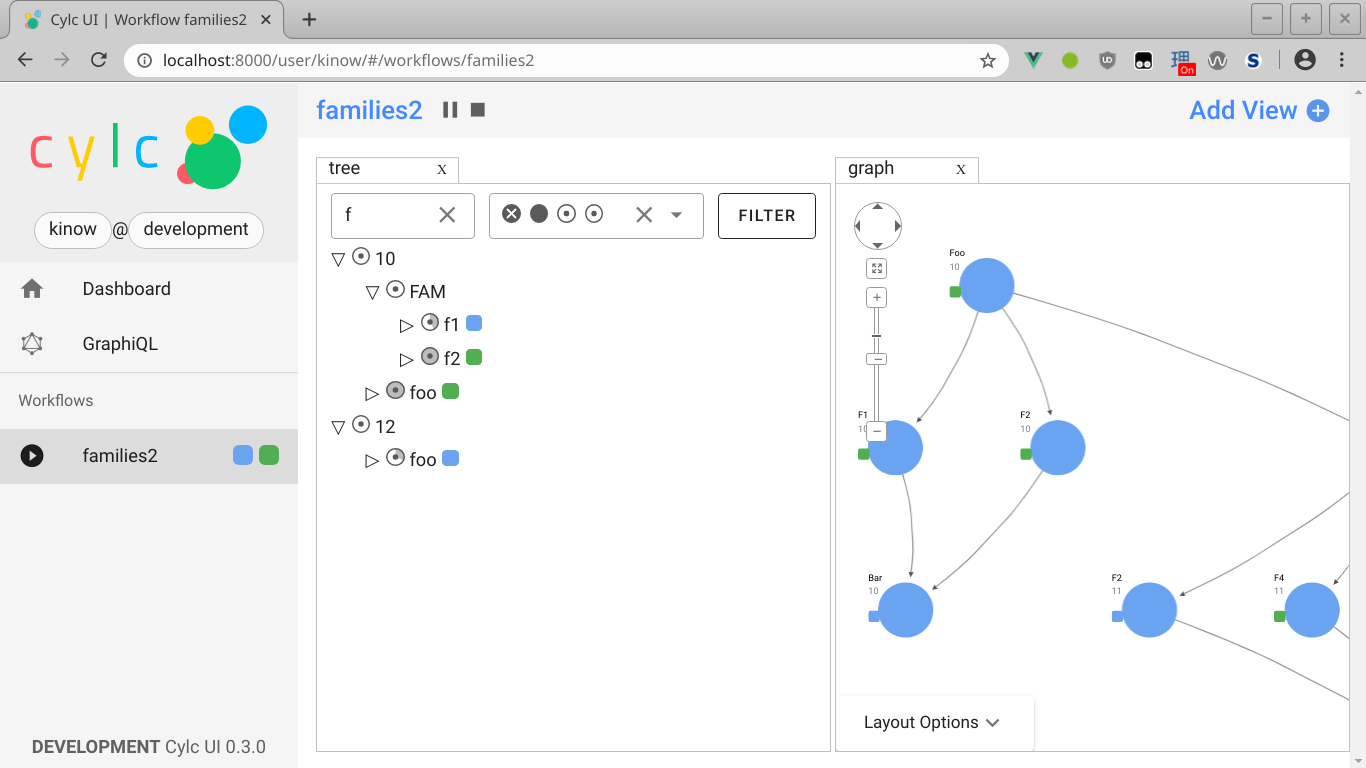 Cylc UI | Workflow families2
localhost:8000/user/kinow/#/workflows/families2
UD
理
On
S
cylc
kinow @ development
Dashboard
GraphiQL
Workflows
families2
DEVELOPMENT Cylc UI 0.3.0
families2
Add View
tree x
f
FILTER
10
FAM
f1
f2
foo
12
foo
graph x
Foo
10
F1
10
F2
10
Bar
10
F2
11
F4
11
Layout Options